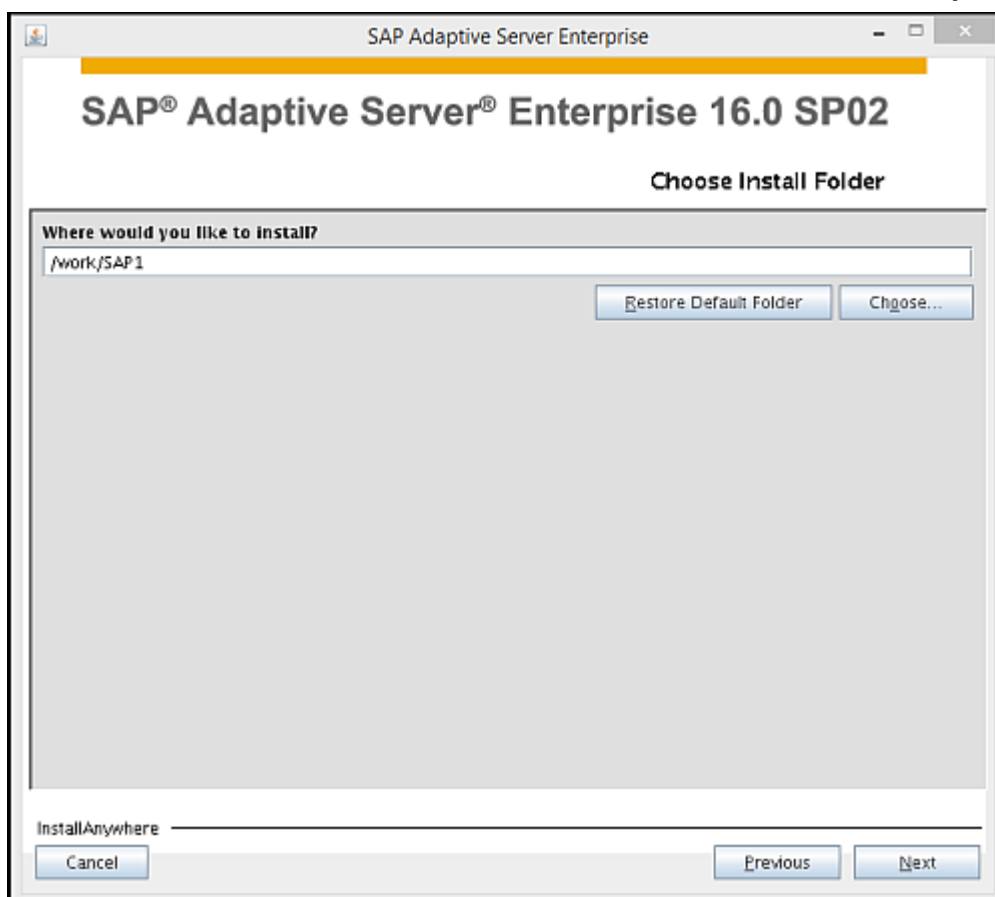 SAP Adaptive Server Enterprise
SAP® Adaptive Server® Enterprise 16.0 SP02
Choose Install Folder
Where would you like to install?
/work/SAP1
Restore Default Folder Choose...
InstallAnywhere
Cancel Previous Next